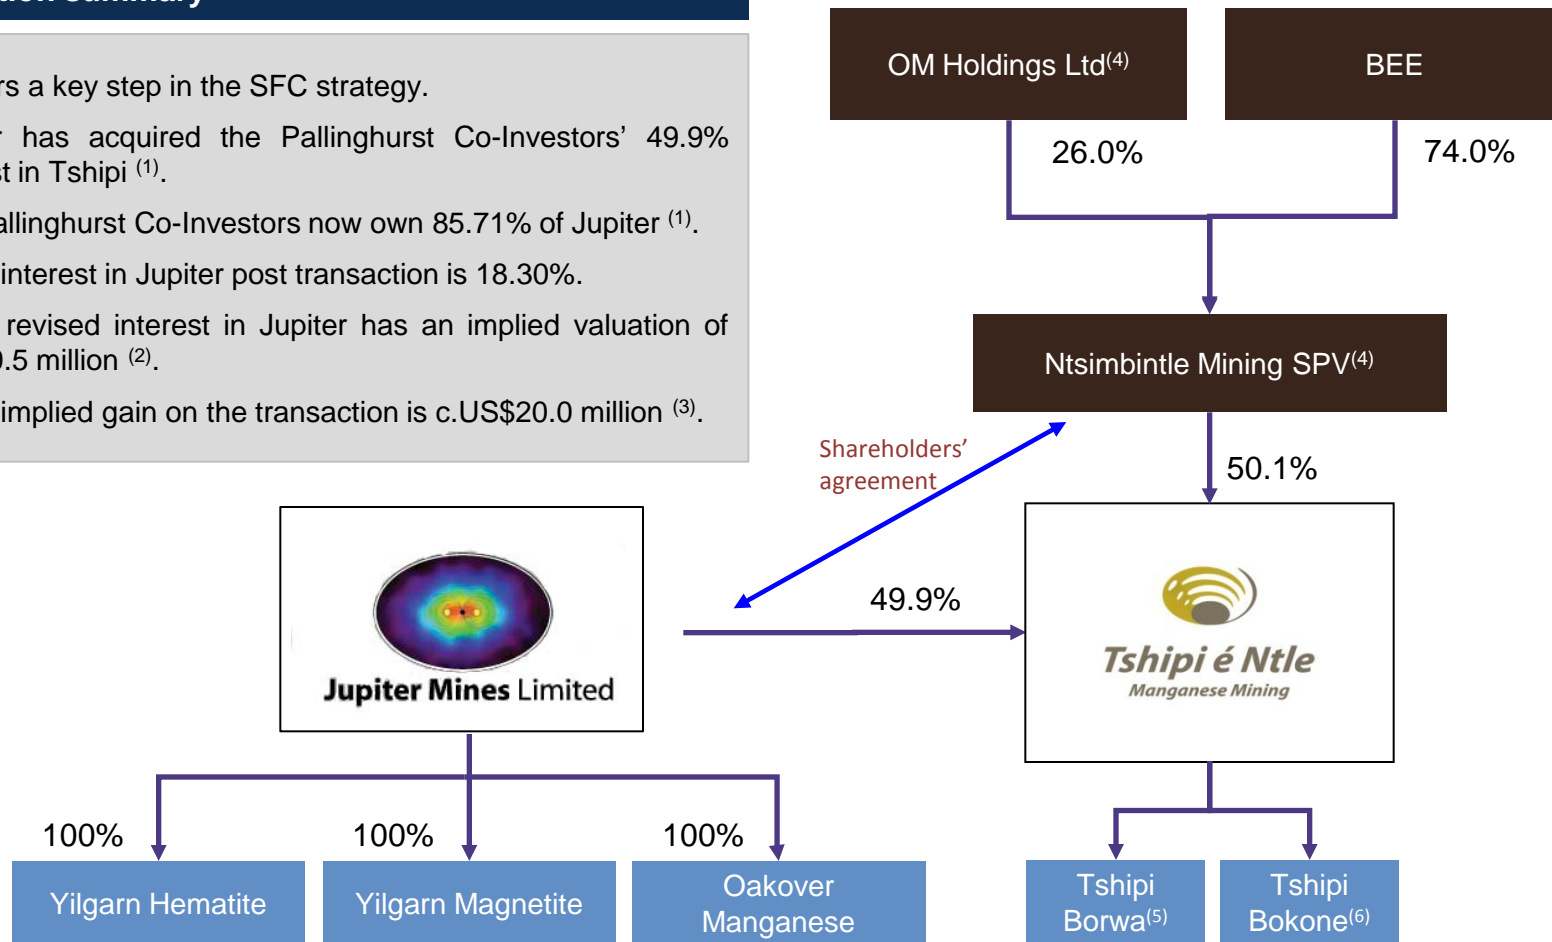 summary
OM Holdings Ltd(4)
BEE
26.0%
74.0%
a key step in the SFC strategy.
has acquired the Pallinghurst Co-Investors’ 49.9%
in Tshipi (1).
Co-Investors now own 85.71% of Jupiter (1).
interest in Jupiter post transaction is 18.30%.
revised interest in Jupiter has an implied valuation of
million (2).
implied gain on the transaction is c.US$20.0 million (3).
Ntsimbintle Mining SPV(4)
Shareholders’
agreement
50.1%
Jupiter Mines Limited
49.9%
Tshipi é Ntle
Manganese Mining
100%
100%
100%
Yilgarn Hematite
Yilgarn Magnetite
Oakover
Manganese
Tshipi
Borwa(5)
Tshipi
Bokone(6)